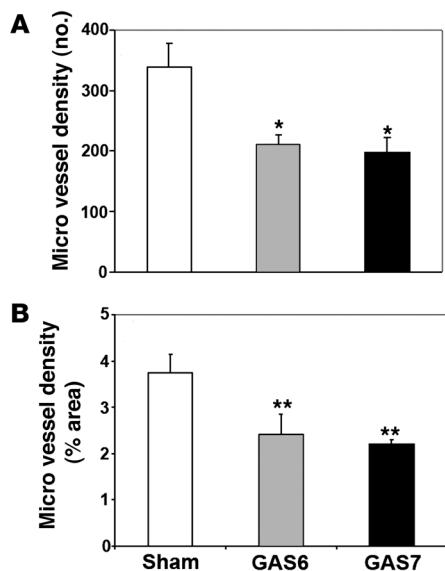 A
Micro vessel density (no.)
400
300
200
100
0
*
*
B
Micro vessel density
(% area)
5
4
3
2
1
0
**
**
Sham GAS6 GAS7